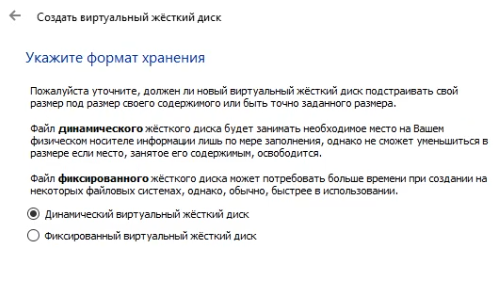 Создать виртуальный жёсткий диск
Укажите формат хранения
Пожалуйста уточните, должен ли новый виртуальный жёсткий диск подстраивать свой
размер под размер своего содержимого или быть точно заданного размера.
Файл динамического жёсткого диска будет занимать необходимое место на Вашем
физическом носителе информации лишь по мере заполнения, однако не сможет уменьшиться в
размере если место, занятое его содержимым, освободится.
Файл фиксированного жёсткого диска может потребовать больше времени при создании на
некоторых файловых системах, однако, обычно, быстрее в использовании.
Динамический виртуальный жёсткий диск
Фиксированный виртуальный жёсткий диск